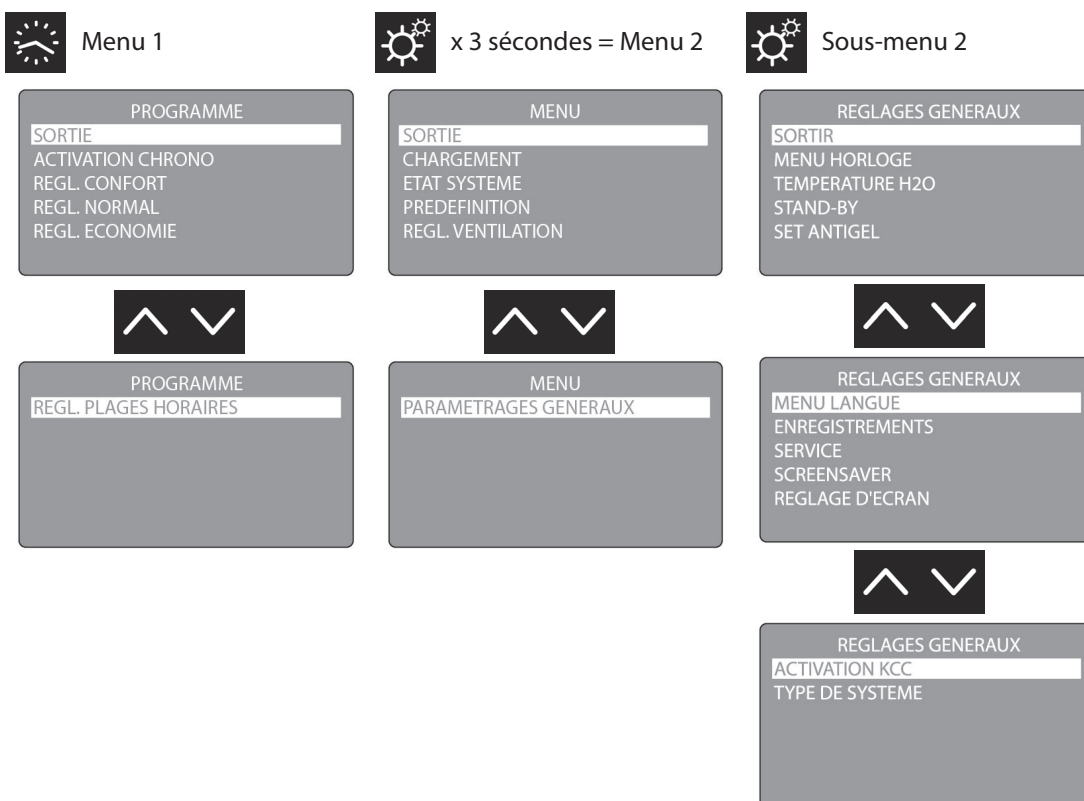 Menu 1
PROGRAMME
SORTIE
ACTIVATION CHRONO
REGL. CONFORT
REGL. NORMAL
REGL. ECONOMIE
PROGRAMME
REGL. PLAGES HORAIRES
x 3 sécondes = Menu 2
MENU
SORTIE
CHARGEMENT
ETAT SYSTEME
PREDEFINITION
REGL. VENTILATION
MENU
PARAMETRAGES GENERAUX
Sous-menu 2
REGLAGES GENERAUX
SORTIR
MENU HORLOGE
TEMPERATURE H2O
STAND-BY
SET ANTIGEL
REGLAGES GENERAUX
MENU LANGUE
ENREGISTREMENTS
SERVICE
SCREENSAVER
REGLAGE D'ECRAN
REGLAGES GENERAUX
ACTIVATION KCC
TYPE DE SYSTEME